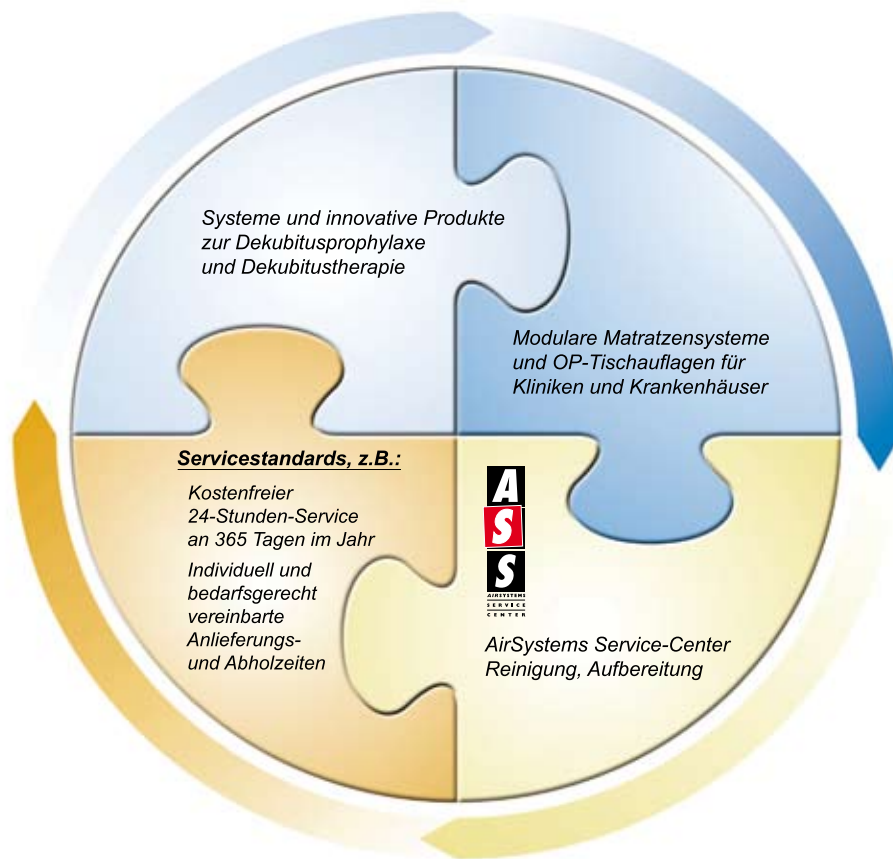 Systeme und innovative Produkte
zur Dekubitusprophylaxe
und Dekubitustherapie
Modulare Matratzensysteme
und OP-Tischauflagen für
Kliniken und Krankenhäuser
Servicestandards, z.B.:
Kostenfreier
24-Stunden-Service
an 365 Tagen im Jahr
Individuell und
bedarfsgerecht
vereinbarte
Anlieferungs-
und Abholzeiten
A
S
S
AIRSYSTEMS
SERVICE
CENTER
AirSystems Service-Center
Reinigung, Aufbereitung